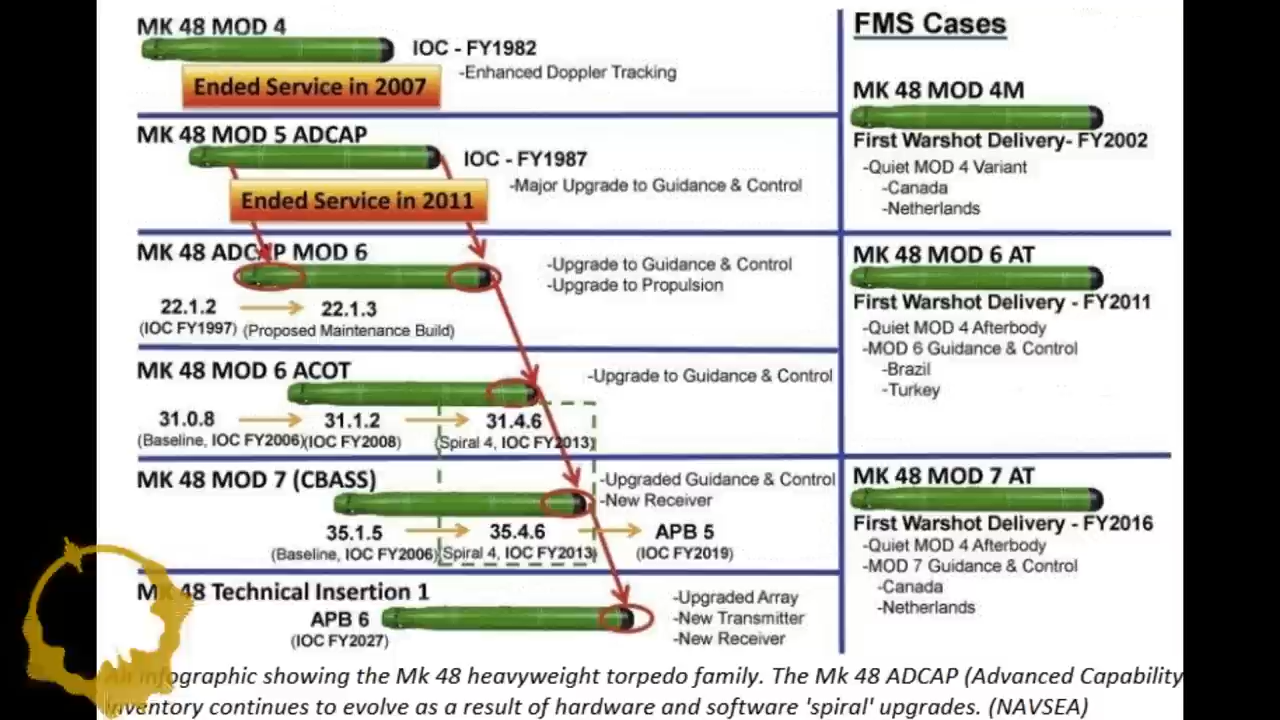 MK 48 MOD 4
IOC - FY1982
-Enhanced Doppler Tracking
Ended Service in 2007
MK 48 MOD 5 ADCAP
IOC - FY1987
-Major Upgrade to Guidance & Control
Ended Service in 2011
MK 48 ADCAP MOD 6
-Upgrade to Guidance & Control
-Upgrade to Propulsion
22.1.2 22.1.3
(IOC FY1997) (Proposed Maintenance Build)
MK 48 MOD 6 ACOT
-Upgrade to Guidance & Control
31.0.8 31.1.2 31.4.6
(Baseline, IOC FY2006) (IOC FY2008) (Spiral 4, IOC FY2013)
MK 48 MOD 7 (CBASS)
-Upgraded Guidance & Control
-New Receiver
35.1.5 35.4.6 APB 5
(Baseline, IOC FY2006) (Spiral 4, IOC FY2013) (IOC FY2019)
MK 48 Technical Insertion 1
APB 6
(IOC FY2027)
-Upgraded Array
-New Transmitter
-New Receiver
FMS Cases
MK 48 MOD 4M
First Warshot Delivery- FY2002
-Quiet MOD 4 Variant
-Canada
-Netherlands
MK 48 MOD 6 AT
First Warshot Delivery - FY2011
-Quiet MOD 4 Afterbody
-MOD 6 Guidance & Control
-Brazil
-Turkey
MK 48 MOD 7 AT
First Warshot Delivery - FY2016
-Quiet MOD 4 Afterbody
-MOD 7 Guidance & Control
-Canada
-Netherlands
An infographic showing the Mk 48 heavyweight torpedo family. The Mk 48 ADCAP (Advanced Capability
inventory continues to evolve as a result of hardware and software 'spiral' upgrades. (NAVSEA)